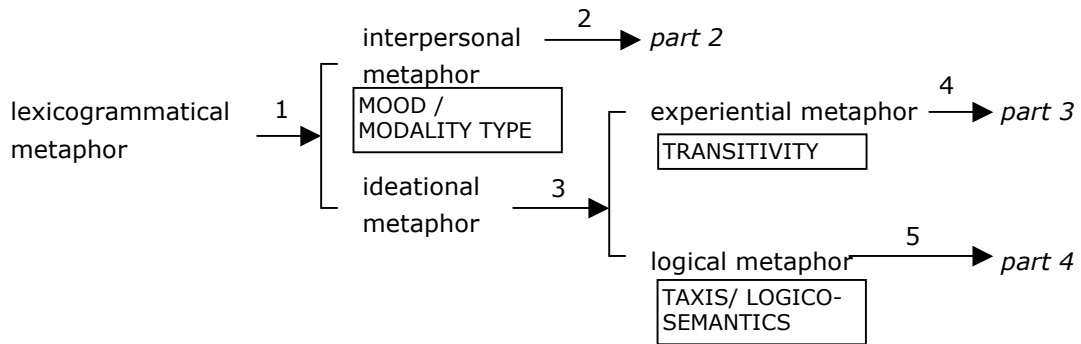 2
interpersonal
metaphor
part 2
MOOD /
MODALITY TYPE
lexicogrammatical
metaphor
1
4
experiential metaphor
part 3
TRANSITIVITY
ideational
metaphor
3
5
logical metaphor
part 4
TAXIS/ LOGICO-
SEMANTICS